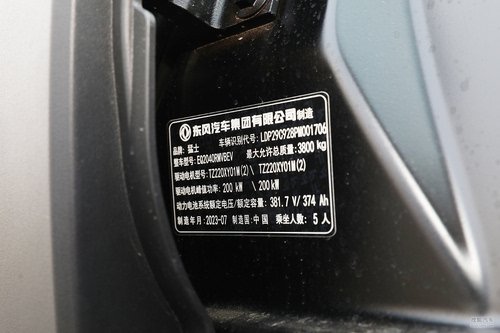 东风汽车集团有限公司制造
品牌：猛士 车辆识别代号：LDP29C928PM001706
整车型号：EQ2040RMVBEV 最大允许总质量：3800 kg
驱动电机型号：TZ220XY01M(2)\ TZ220XY01M(2)
驱动电机峰值功率：200 kW \ 200 kW
动力电池系统额定电压/额定容量：381.7 V/ 374 Ah
制造年月：2023-07 制造国：中国 乘坐人数：5 人